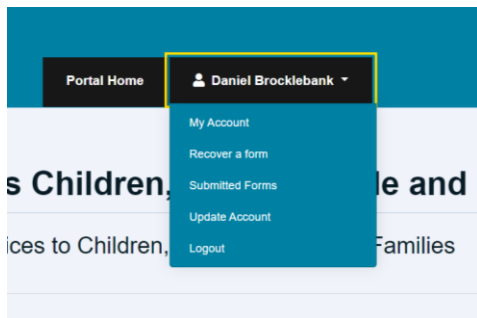 Portal Home
Daniel Brocklebank
My Account
Recover a form
Submitted Forms
Update Account
Logout
s Children, le and
ices to Children, Families